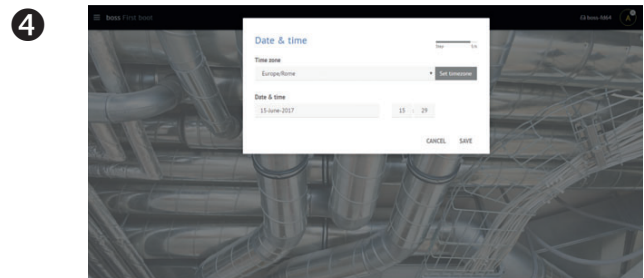 4
boss First boot
boss-4864
A
Date & time
Time zone
Europe/Rome
Set timezone
Date & time
15-June-2017
15 : 29
CANCEL SAVE